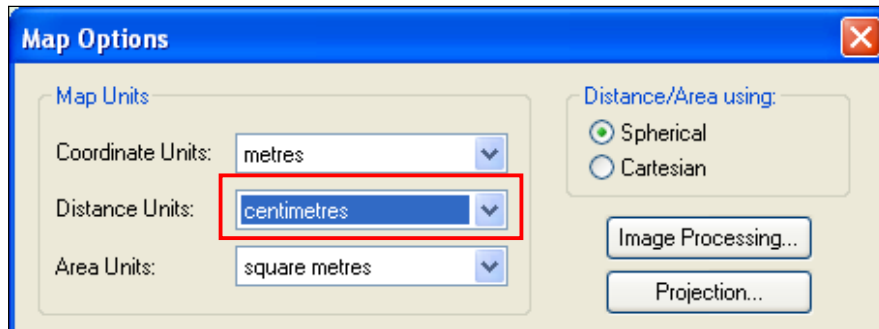 Map Options
Map Units
Coordinate Units: metres
Distance Units: centimetres
Area Units: square metres
Distance/Area using:
Spherical
Cartesian
Image Processing...
Projection...